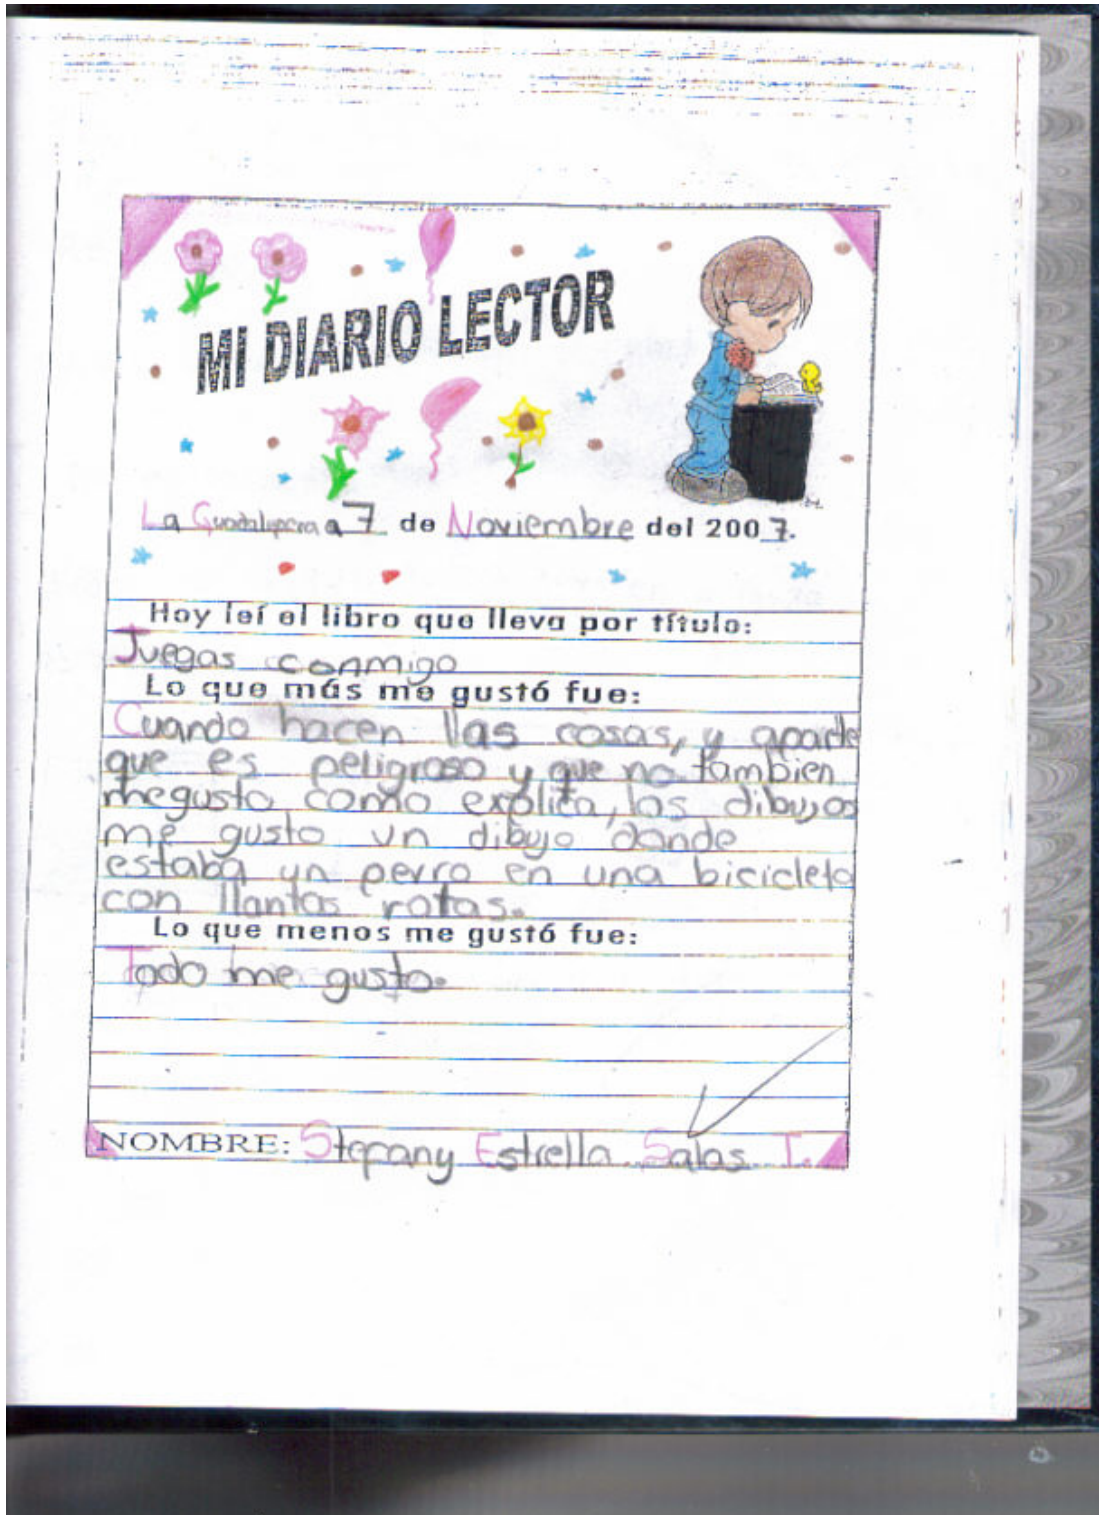 MI DIARIO LECTOR
La Guadalupana a 7 de Noviembre del 2007.
Hoy leí el libro que lleva por título:
Juegas conmigo
Lo que más me gustó fue:
Cuando hacen llas cosas, y aparte
que es peligroso y que no tambien
megusto como explica, los dibujos
me gusto un dibujo donde
estaba un perro en una bicicleta
con llantas rotas.
Lo que menos me gustó fue:
Todo me gusto.
NOMBRE: Stepany Estrella Salas T.